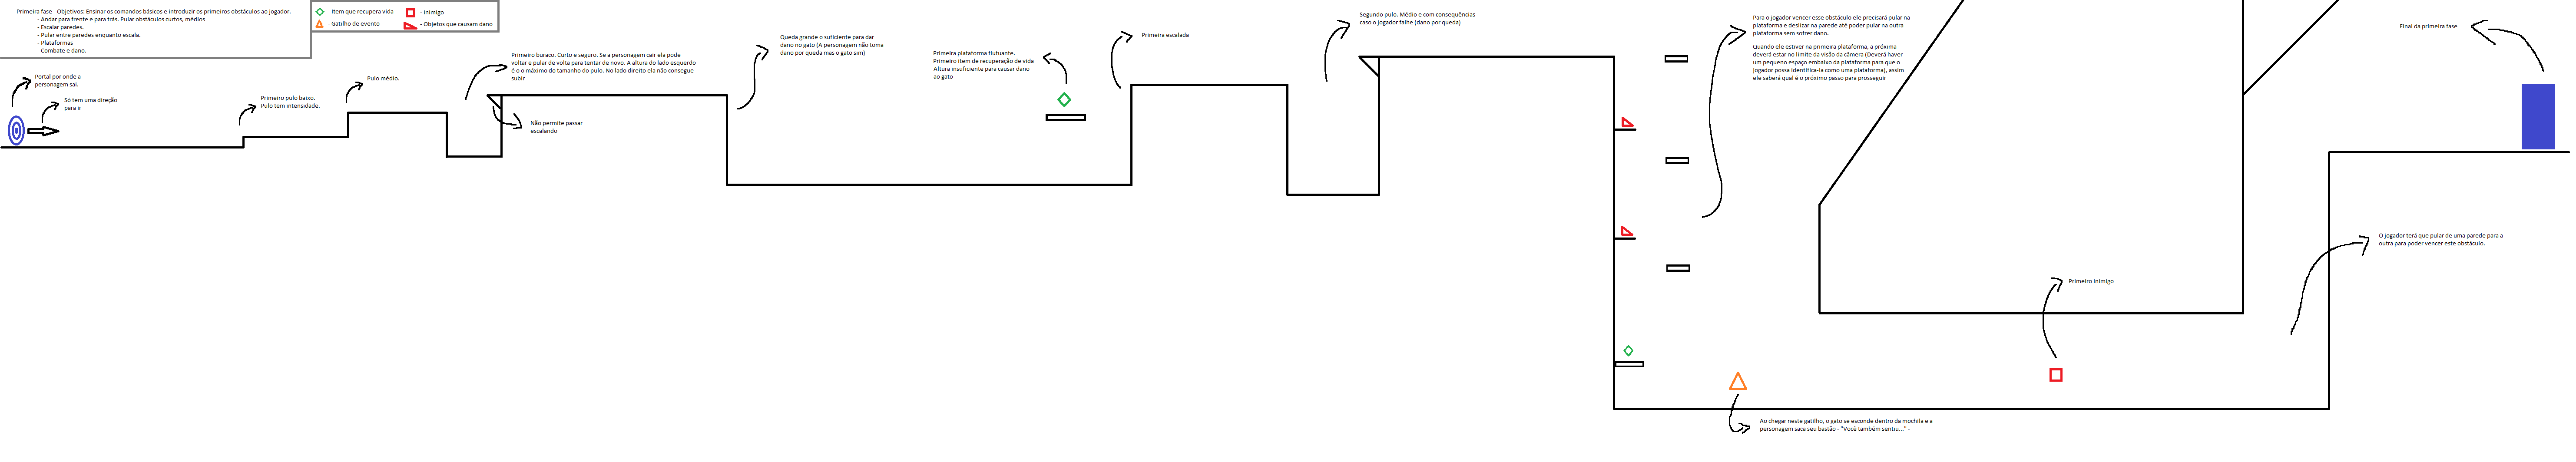 Primeira fase - Objetivos: Ensinar os comandos básicos e introduzir os primeiros obstáculos ao jogador.
- Andar para frente e para trás. Pular obstáculos curtos, médios
- Escalar paredes.
- Pular entre paredes enquanto escala.
- Plataformas
- Combate e dano.
- Item que recupera vida
- Inimigo
- Gatilho de evento
- Objetos que causam dano
Portal por onde a
personagem sai.
Só tem uma direção
para ir
Primeiro pulo baixo.
Pulo tem intensidade.
Pulo médio.
Primeiro buraco. Curto e seguro. Se a personagem cair ela pode
voltar e pular de volta para tentar de novo. A altura do lado esquerdo
é o o máximo do tamanho do pulo. No lado direito ela não consegue
subir
Não permite passar
escalando
Queda grande o suficiente para dar
dano no gato (A personagem não toma
dano por queda mas o gato sim)
Primeira plataforma flutuante.
Primeiro item de recuperação de vida
Altura insuficiente para causar dano
ao gato
Primeira escalada
Segundo pulo. Médio e com consequências
caso o jogador falhe (dano por queda)
Para o jogador vencer esse obstáculo ele precisará pular na
plataforma e deslizar na parede até poder pular na outra
plataforma sem sofrer dano.
Quando ele estiver na primeira plataforma, a próxima
deverá estar no limite da visão da câmera (Deverá haver
um pequeno espaço embaixo da plataforma para que o
jogador possa identifica-la como uma plataforma), assim
ele saberá qual é o próximo passo para prosseguir
Ao chegar neste gatilho, o gato se esconde dentro da mochila e a
personagem saca seu bastão - "Você também sentiu..." -
Primeiro inimigo
O jogador terá que pular de uma parede para a
outra para poder vencer este obstáculo.
Final da primeira fase